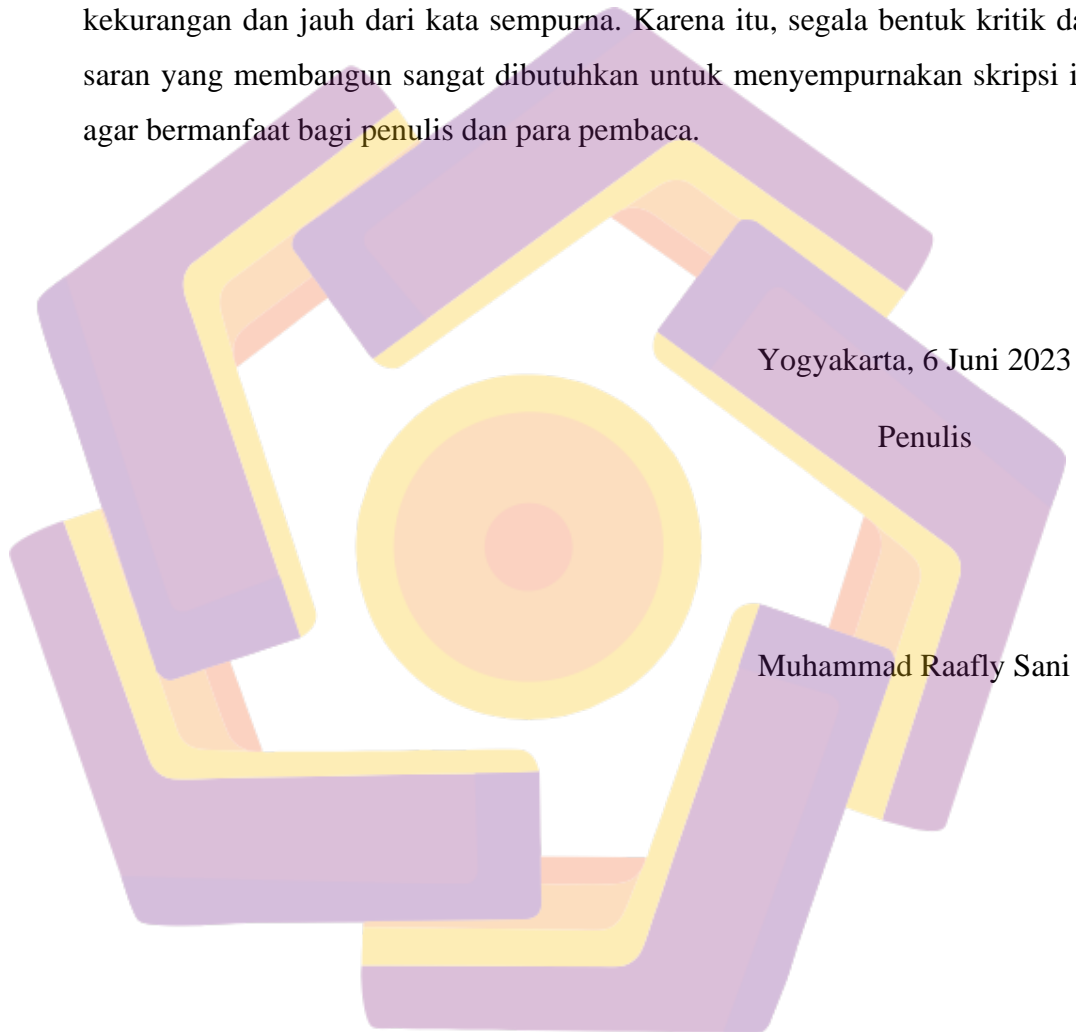 kekurangan dan jauh dari kata sempurna. Karena itu, segala bentuk kritik da
saran yang membangun sangat dibutuhkan untuk menyempurnakan skripsi i
agar bermanfaat bagi penulis dan para pembaca.
Yogyakarta, 6 Juni 2023
Penulis
Muhammad Raafly Sani